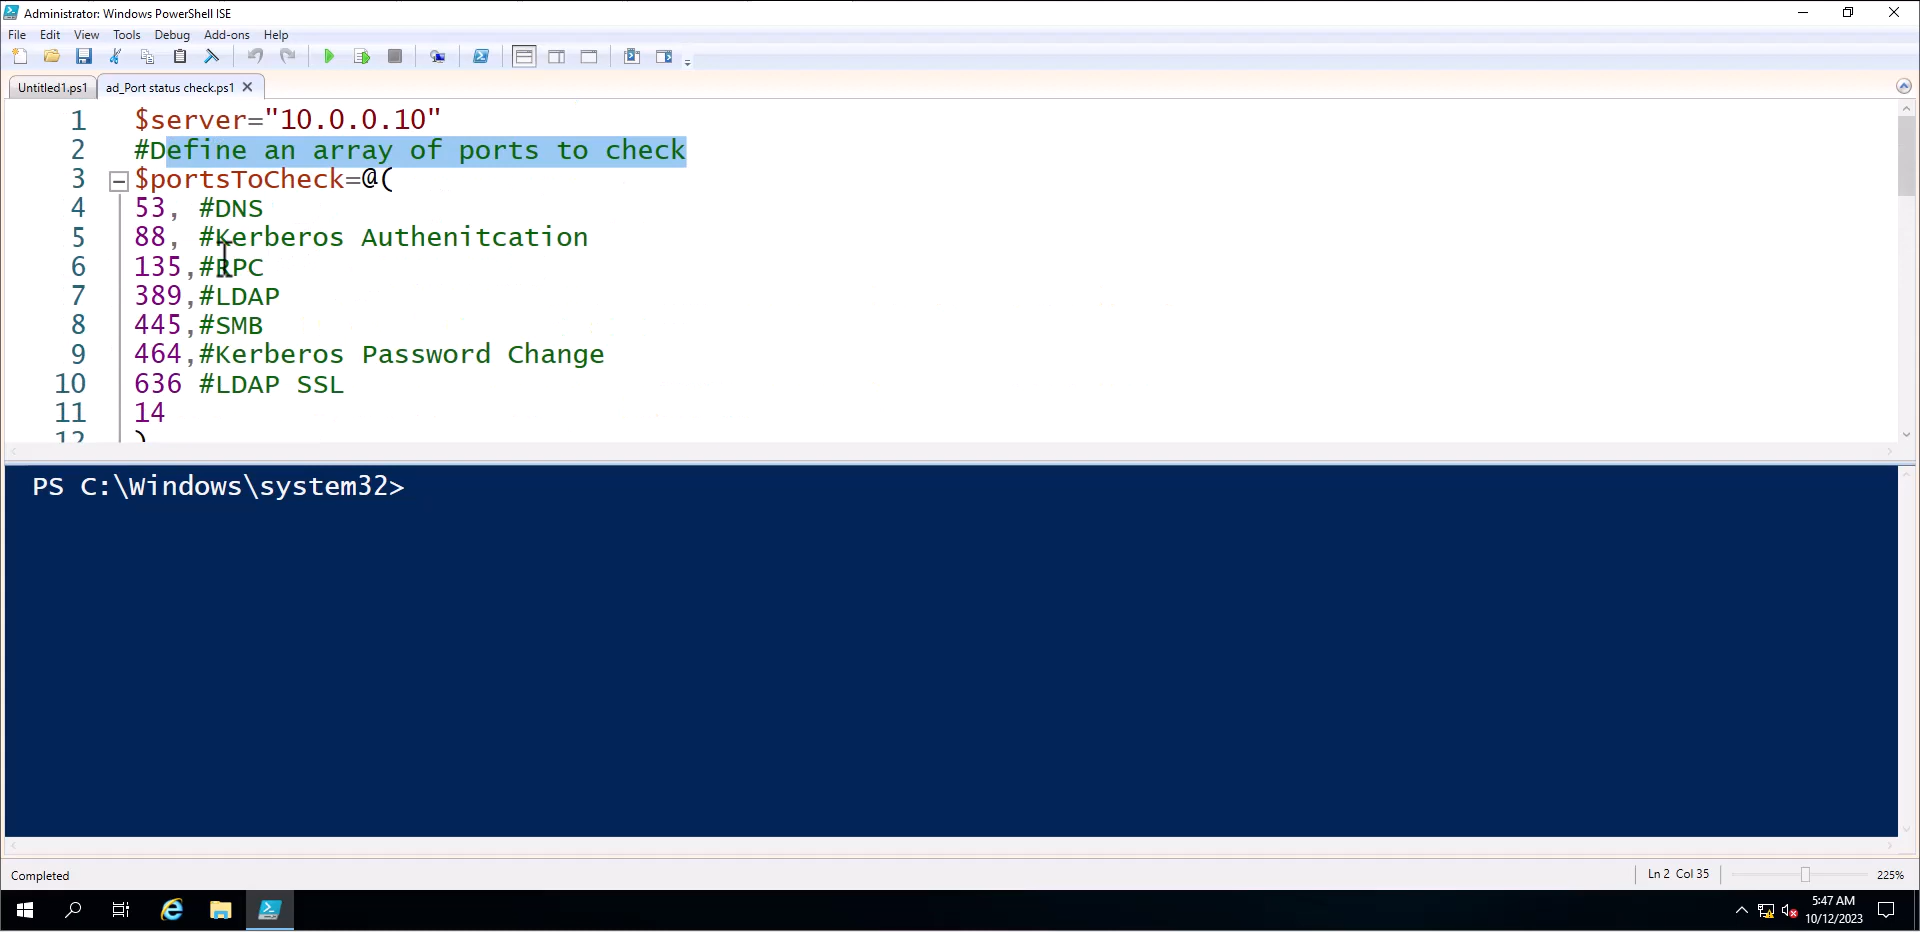 Administrator: Windows PowerShell ISE
File Edit View Tools Debug Add-ons Help
Untitled1.ps1 ad_Port status check.ps1
1 $server="10.0.0.10"
2 #Define an array of ports to check
3 $portsToCheck=@(
4 53, #DNS
5 88, #Kerberos Authenitcation
6 135,#RPC
7 389,#LDAP
8 445,#SMB
9 464,#Kerberos Password Change
10 636 #LDAP SSL
11 14
12 )
PS C:\Windows\system32>
Completed Ln 2 Col 35 225%
5:47 AM
10/12/2023